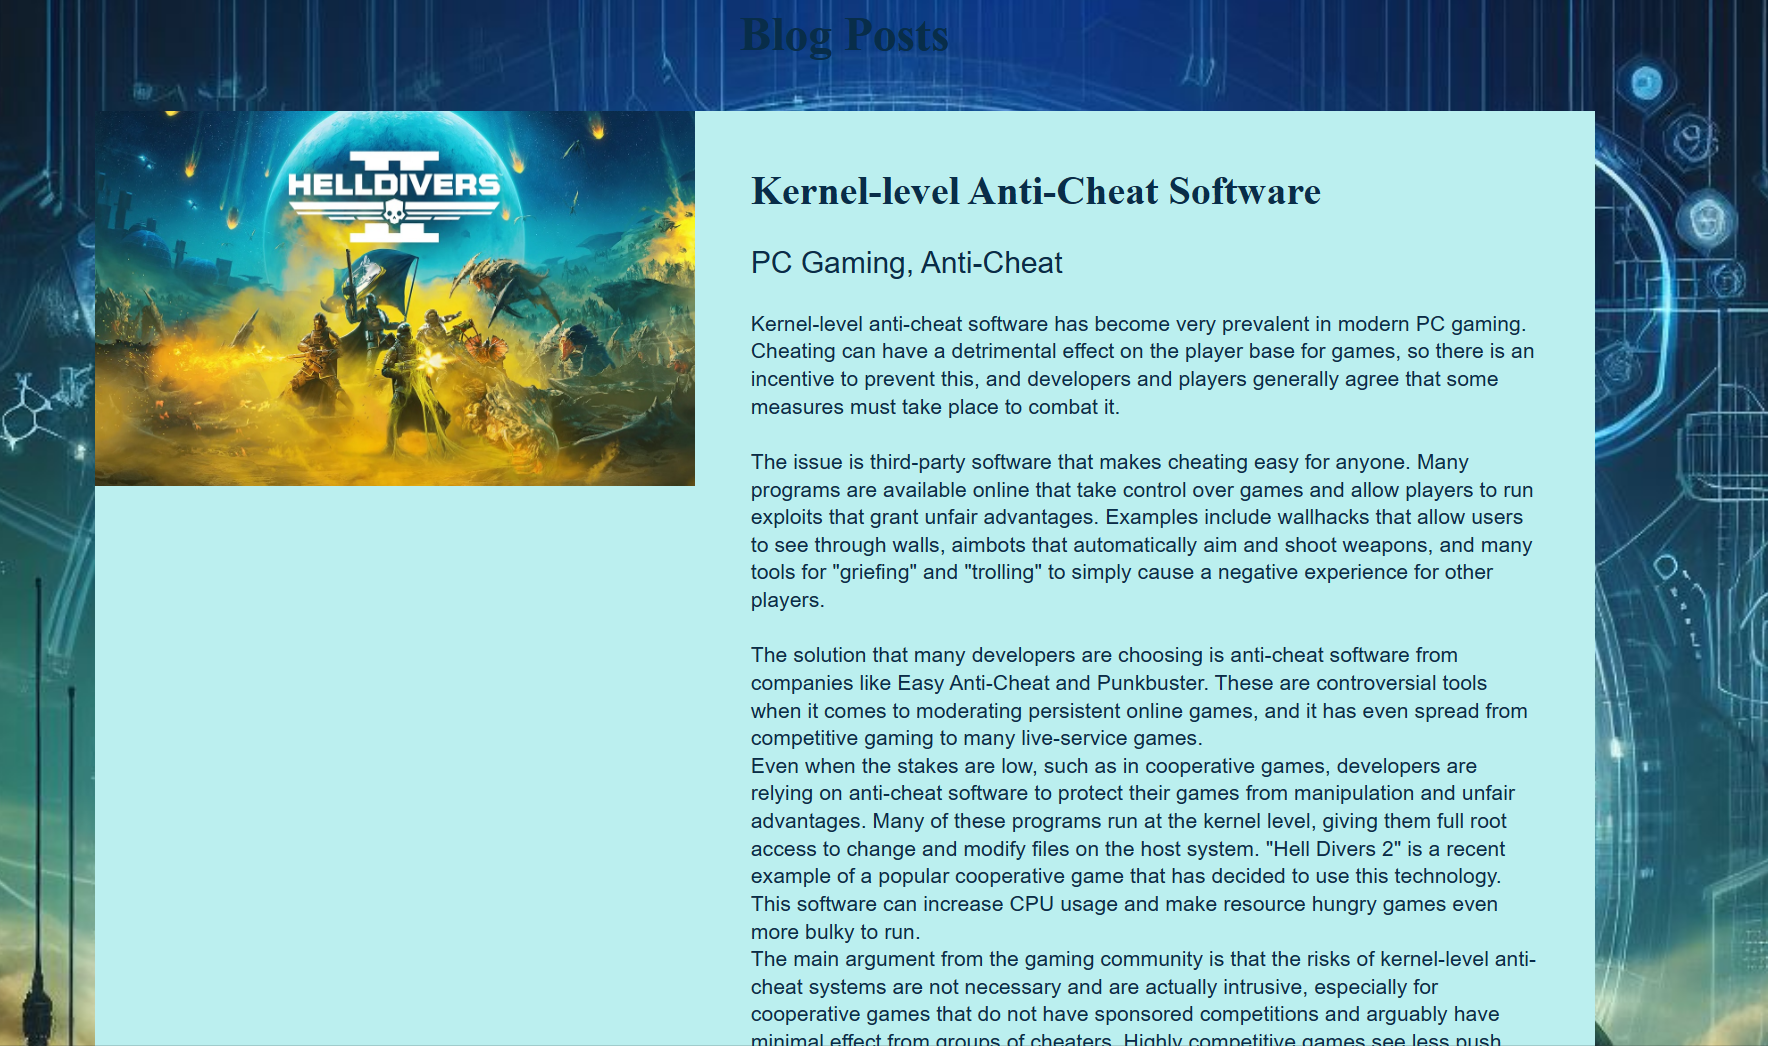 Blog Posts
HELLDIVERS
II
Kernel-level Anti-Cheat Software
PC Gaming, Anti-Cheat
Kernel-level anti-cheat software has become very prevalent in modern PC gaming.
Cheating can have a detrimental effect on the player base for games, so there is an
incentive to prevent this, and developers and players generally agree that some
measures must take place to combat it.
The issue is third-party software that makes cheating easy for anyone. Many
programs are available online that take control over games and allow players to run
exploits that grant unfair advantages. Examples include wallhacks that allow users
to see through walls, aimbots that automatically aim and shoot weapons, and many
tools for "griefing" and "trolling" to simply cause a negative experience for other
players.
The solution that many developers are choosing is anti-cheat software from
companies like Easy Anti-Cheat and Punkbuster. These are controversial tools
when it comes to moderating persistent online games, and it has even spread from
competitive gaming to many live-service games.
Even when the stakes are low, such as in cooperative games, developers are
relying on anti-cheat software to protect their games from manipulation and unfair
advantages. Many of these programs run at the kernel level, giving them full root
access to change and modify files on the host system. "Hell Divers 2" is a recent
example of a popular cooperative game that has decided to use this technology.
This software can increase CPU usage and make resource hungry games even
more bulky to run.
The main argument from the gaming community is that the risks of kernel-level anti-
cheat systems are not necessary and are actually intrusive, especially for
cooperative games that do not have sponsored competitions and arguably have
minimal effect from groups of cheaters. Highly competitive games see less push